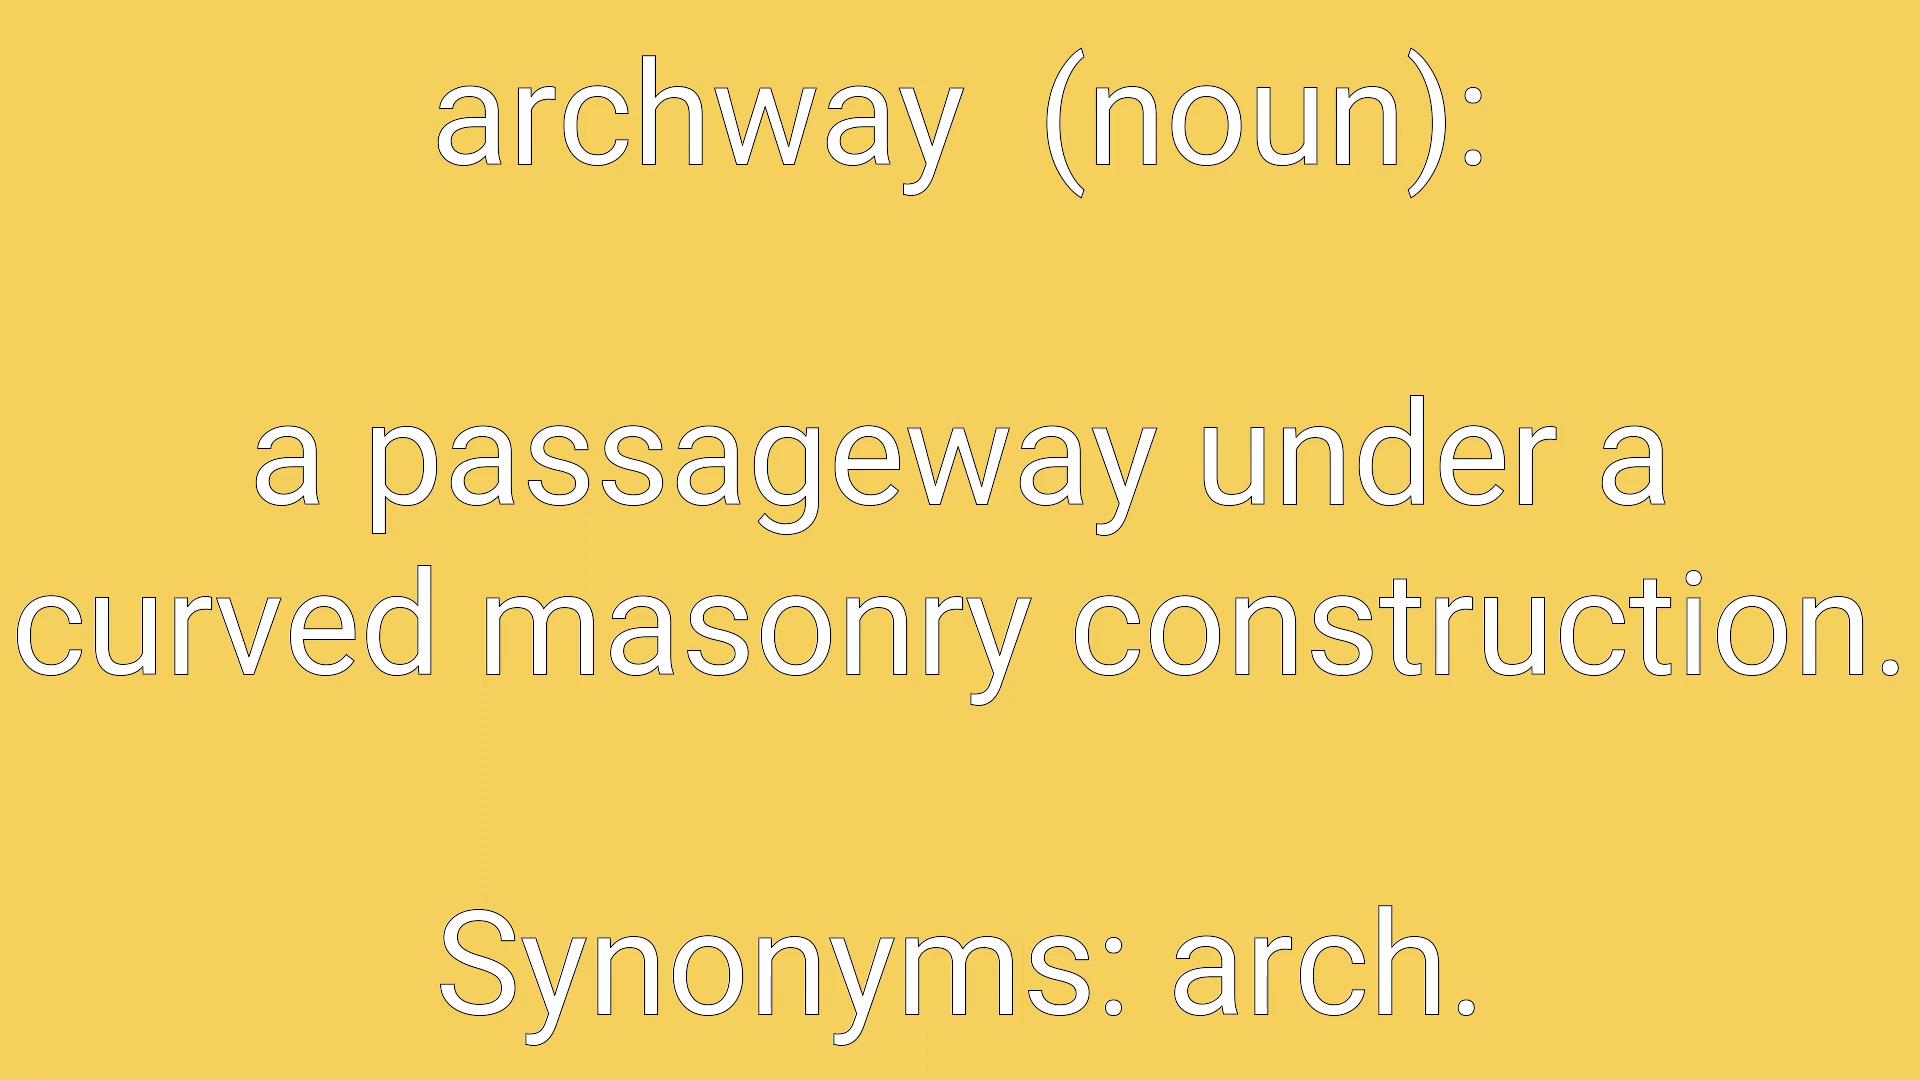 archway (noun):
a passageway under a
curved masonry construction.
Synonyms: arch.